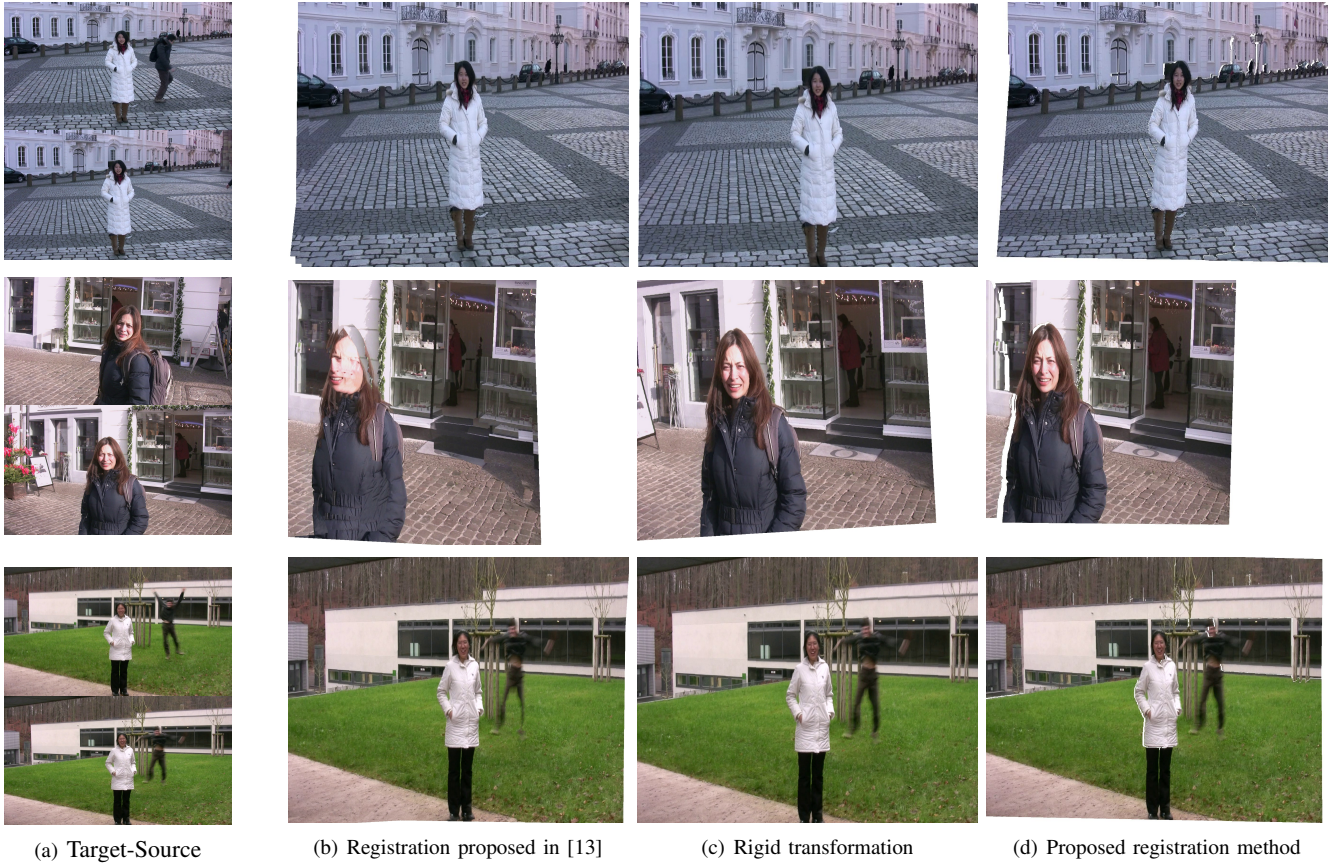 (a) Target-Source
(b) Registration proposed in [13]
(c) Rigid transformation
(d) Proposed registration method